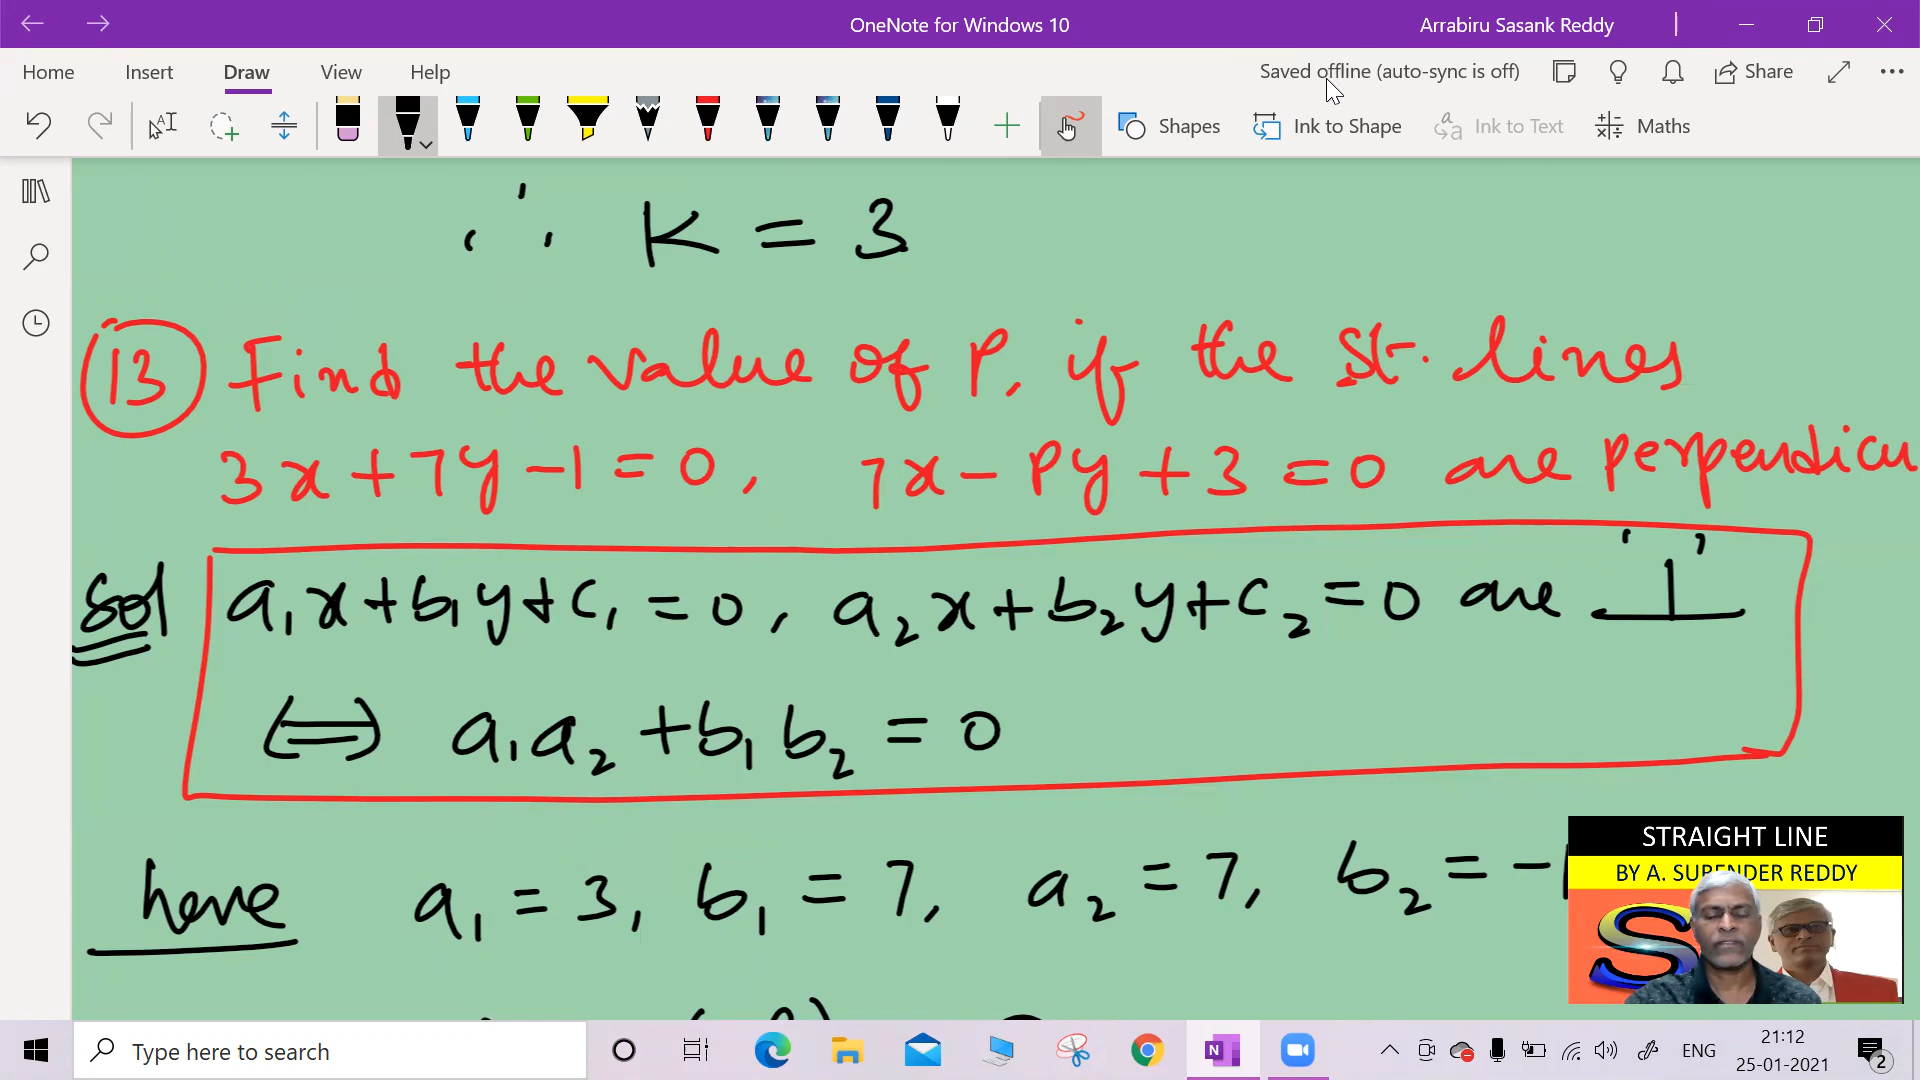 OneNote for Windows 10
Arrabiru Sasank Reddy
Home Insert Draw View Help
Saved offline (auto-sync is off)
Share
Shapes
Ink to Shape
Ink to Text
Maths
∴ K = 3
13 Find the value of P, if the st. lines
3x+7y-1=0, 7x-Py+3=0 are perpendicu
Sol a₁x+b₁y+c₁=0, a₂x+b₂y+c₂=0 are ⊥
⟺ a₁a₂+b₁b₂=0
here a₁=3, b₁=7, a₂=7, b₂=-
STRAIGHT LINE
BY A. SURENDER REDDY
S
Type here to search
ENG
21:12
25-01-2021
2